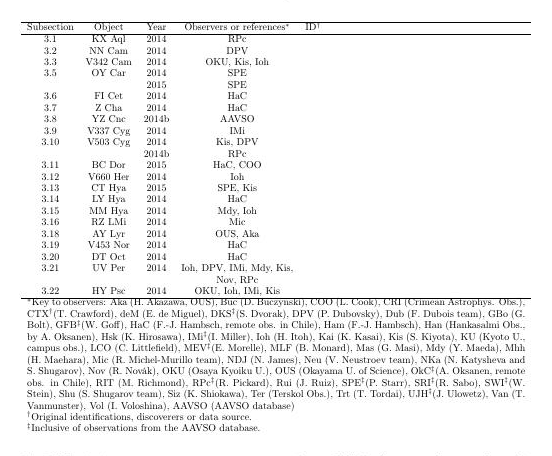 Subsection Object Year Observers or references* ID†
3.1 KX Aql 2014 RPc
3.2 NN Cam 2014 DPV
3.3 V342 Cam 2014 OKU, Kis, Ioh
3.5 OY Car 2014 SPE
2015 SPE
3.6 FI Cet 2014 HaC
3.7 Z Cha 2014 HaC
3.8 YZ Cnc 2014b AAVSO
3.9 V337 Cyg 2014 IMi
3.10 V503 Cyg 2014 Kis, DPV
2014b RPc
3.11 BC Dor 2015 HaC, COO
3.12 V660 Her 2014 Ioh
3.13 CT Hya 2015 SPE, Kis
3.14 LY Hya 2014 HaC
3.15 MM Hya 2014 Mdy, Ioh
3.16 RZ LMi 2014 Mic
3.18 AY Lyr 2014 OUS, Aka
3.19 V453 Nor 2014 HaC
3.20 DT Oct 2014 HaC
3.21 UV Per 2014 Ioh, DPV, IMi, Mdy, Kis,
Nov, RPc
3.22 HY Psc 2014 OKU, Ioh, IMi, Kis
*Key to observers: Aka (H. Akazawa, OUS), Buc (D. Buczynski), COO (L. Cook), CRI (Crimean Astrophys. Obs.),
CTX†(T. Crawford), deM (E. de Miguel), DKS‡(S. Dvorak), DPV (P. Dubovsky), Dub (F. Dubois team), GBo (G.
Bolt), GFB‡(W. Goff), HaC (F.-J. Hambsch, remote obs. in Chile), Ham (F.-J. Hambsch), Han (Hankasalmi Obs.,
by A. Oksanen), Hsk (K. Hirosawa), IMi‡(I. Miller), Ioh (H. Itoh), Kai (K. Kasai), Kis (S. Kiyota), KU (Kyoto U.,
campus obs.), LCO (C. Littlefield), MEV‡(E. Morelle), MLF (B. Monard), Mas (G. Masi), Mdy (Y. Maeda), Mhh
(H. Maehara), Mic (R. Michel-Murillo team), NDJ (N. James), Neu (V. Neustroev team), NKa (N. Katysheva and
S. Shugarov), Nov (R. Novák), OKU (Osaya Kyoiku U.), OUS (Okayama U. of Science), OkC‡(A. Oksanen, remote
obs. in Chile), RIT (M. Richmond), RPc‡(R. Pickard), Rui (J. Ruiz), SPE‡(P. Starr), SRI‡(R. Sabo), SWI‡(W.
Stein), Shu (S. Shugarov team), Siz (K. Shiokawa), Ter (Terskol Obs.), Trt (T. Tordai), UJH‡(J. Ulowetz), Van (T.
Vanmunster), Vol (I. Voloshina), AAVSO (AAVSO database)
†Original identifications, discoverers or data source.
‡Inclusive of observations from the AAVSO database.